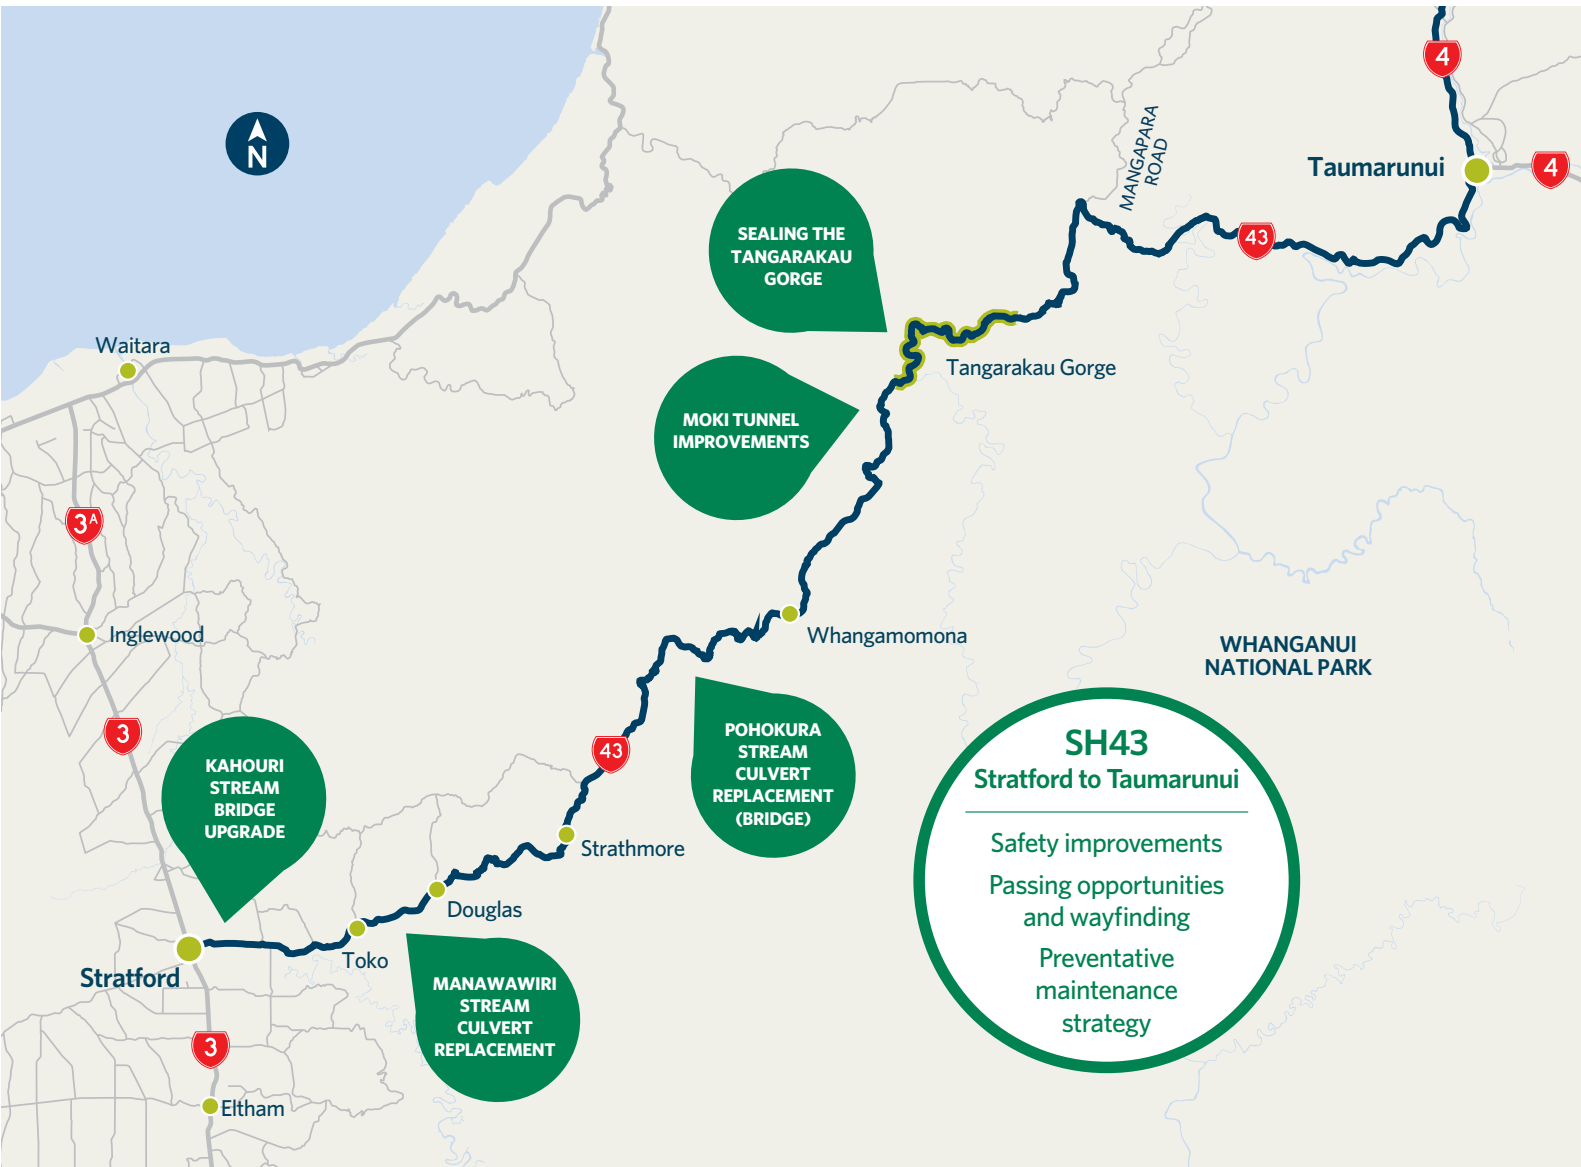 4
N
MANGAPARA
ROAD
Taumarunui
4
SEALING THE
TANGARAKAU
GORGE
43
Waitara
Tangarakau Gorge
MOKI TUNNEL
IMPROVEMENTS
3A
Inglewood
Whangamomona
WHANGANUI
NATIONAL PARK
3
KAHOURI
STREAM
BRIDGE
UPGRADE
43
POHOKURA
STREAM
CULVERT
REPLACEMENT
(BRIDGE)
SH43
Stratford to Taumarunui
Safety improvements
Passing opportunities
and wayfinding
Preventative
maintenance
strategy
Strathmore
Douglas
Toko
Stratford
MANAWAWIRI
STREAM
CULVERT
REPLACEMENT
3
Eltham